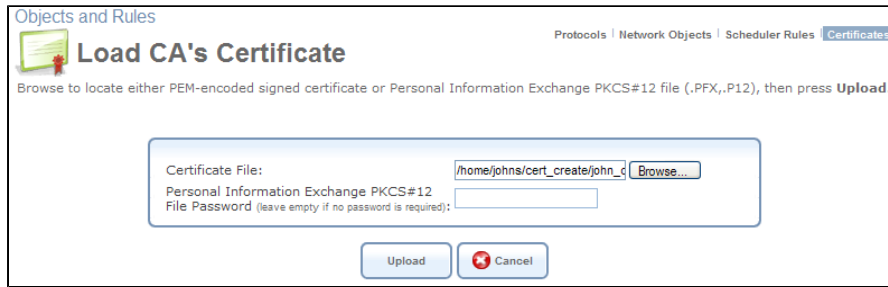 Objects and Rules
Protocols | Network Objects | Scheduler Rules | Certificates
Load CA's Certificate
Browse to locate either PEM-encoded signed certificate or Personal Information Exchange PKCS#12 file (.PFX,.P12), then press Upload.
Certificate File: /home/johns/cert_create/john_c Browse...
Personal Information Exchange PKCS#12
File Password (leave empty if no password is required):
Upload Cancel